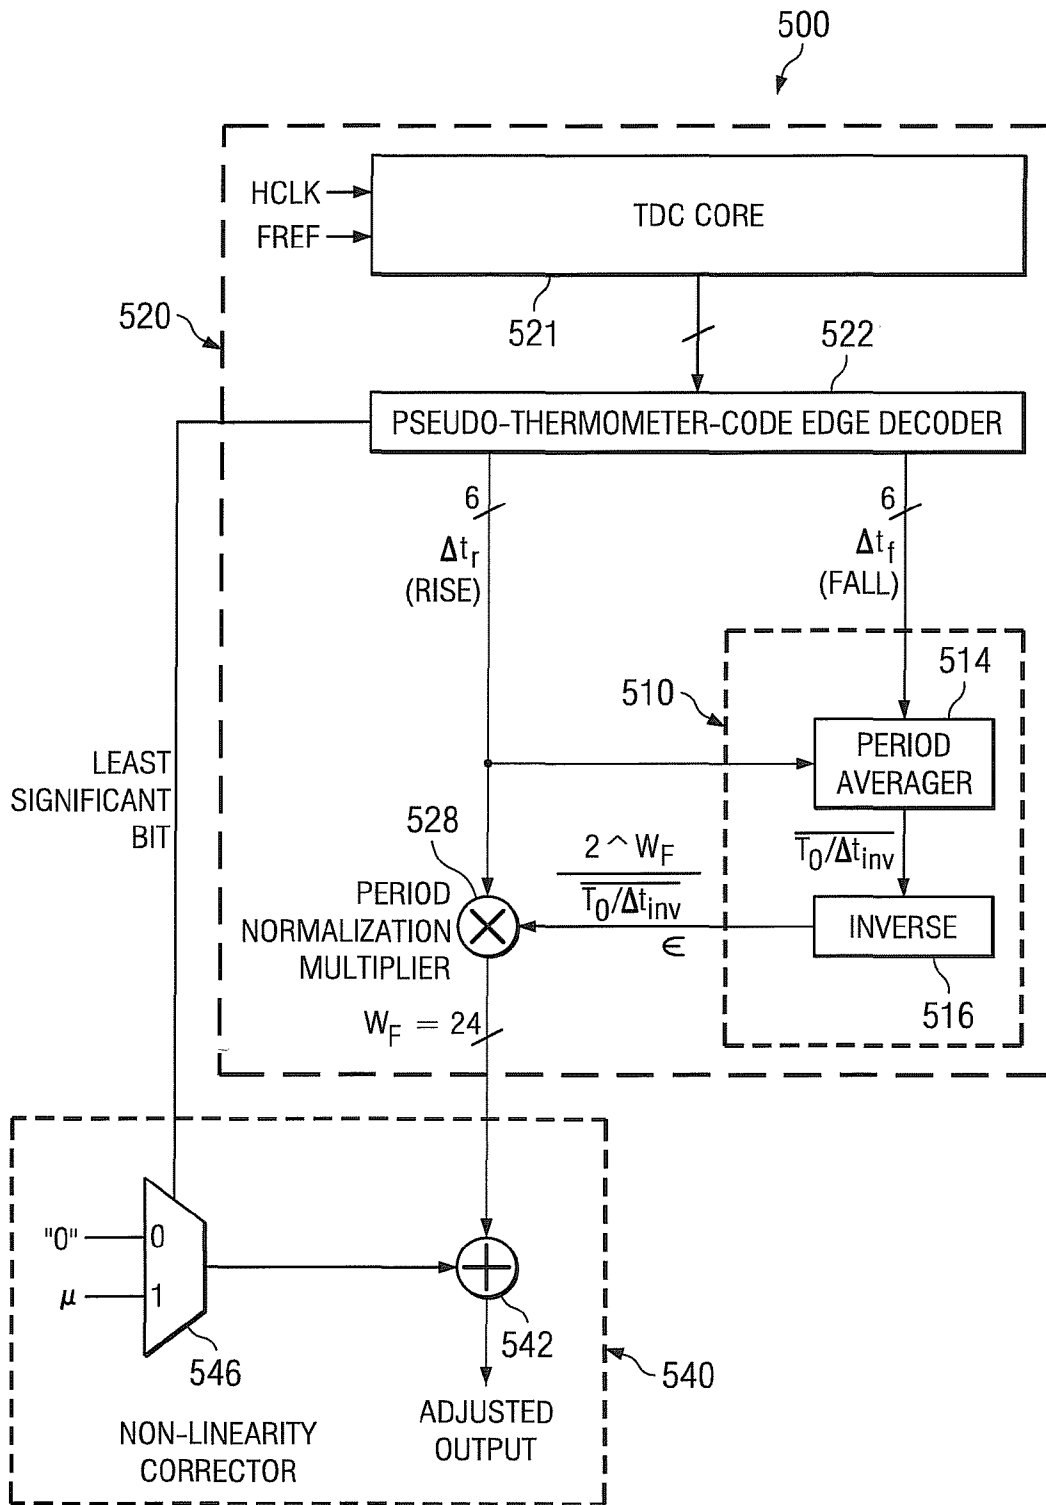 500
HCLK
FREF
TDC CORE
520
521
522
PSEUDO-THERMOMETER-CODE EDGE DECODER
6
Δtr
(RISE)
6
Δtf
(FALL)
510
514
PERIOD
AVERAGER
LEAST
SIGNIFICANT
BIT
528
PERIOD
NORMALIZATION
MULTIPLIER
2^WF
T0/Δtinv
ϵ
T0/Δtinv
INVERSE
516
WF = 24
"0"
0
μ
1
546
542
540
NON-LINEARITY
CORRECTOR
ADJUSTED
OUTPUT